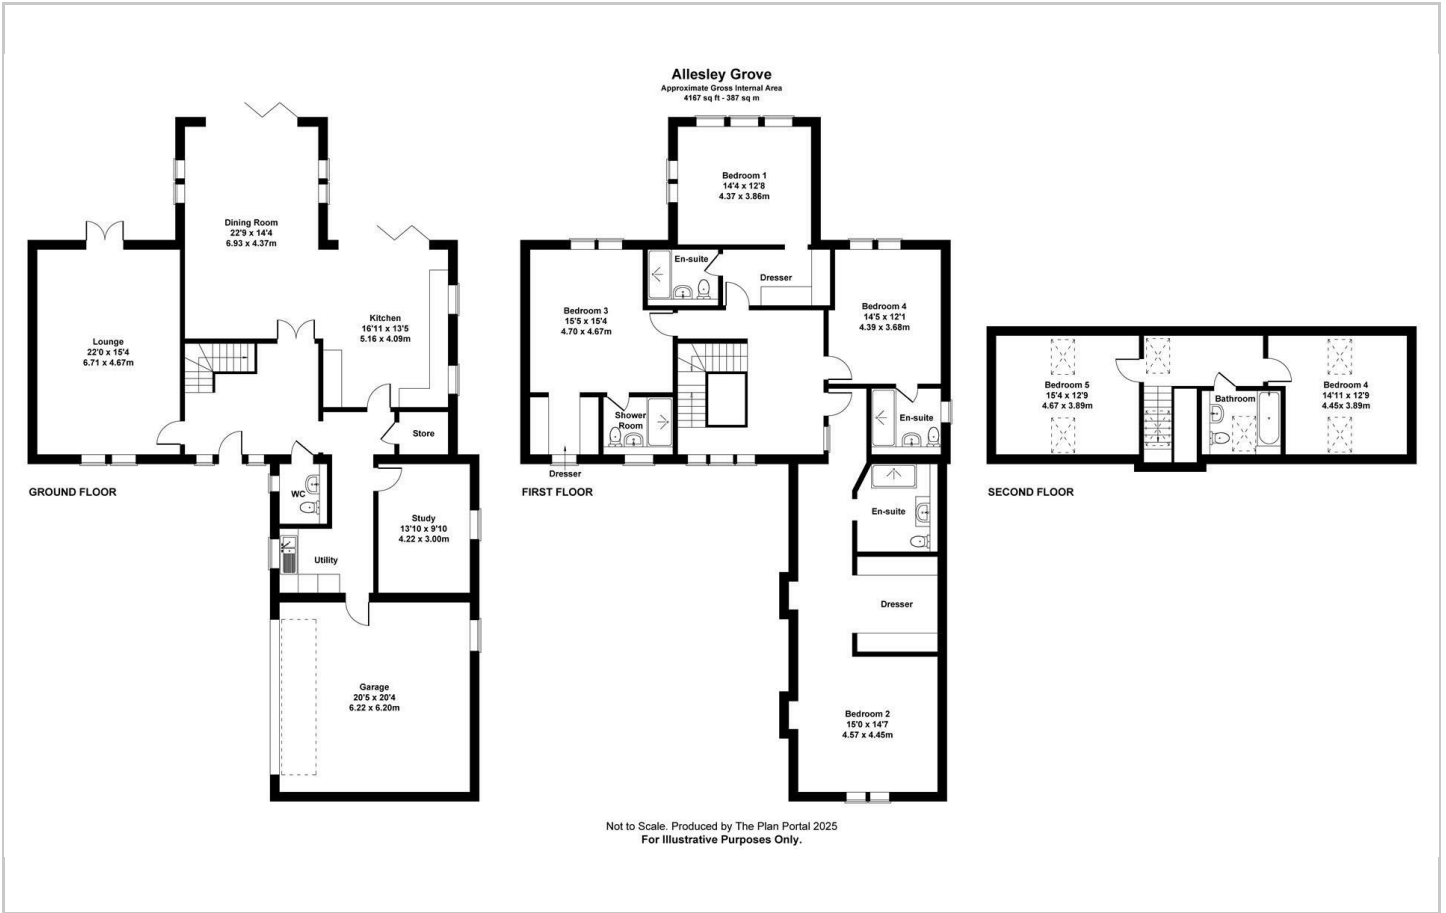 Allesley Grove
Approximate Gross Internal Area
4167 sq ft - 387 sq m
Dining Room
22'9 x 14'4
6.93 x 4.37m
Kitchen
16'11 x 13'5
5.16 x 4.09m
Lounge
22'0 x 15'4
6.71 x 4.67m
Store
WC
Study
13'10 x 9'10
4.22 x 3.00m
Utility
Garage
20'5 x 20'4
6.22 x 6.20m
GROUND FLOOR
Bedroom 1
14'4 x 12'8
4.37 x 3.86m
En-suite
Dresser
Bedroom 3
15'5 x 15'4
4.70 x 4.67m
Bedroom 4
14'5 x 12'1
4.39 x 3.68m
Shower
Room
En-suite
Dresser
En-suite
Dresser
Bedroom 2
15'0 x 14'7
4.57 x 4.45m
FIRST FLOOR
Bedroom 5
15'4 x 12'9
4.67 x 3.89m
Bathroom
Bedroom 4
14'11 x 12'9
4.45x 3.89m
SECOND FLOOR
Not to Scale. Produced by The Plan Portal 2025
For Illustrative Purposes Only.